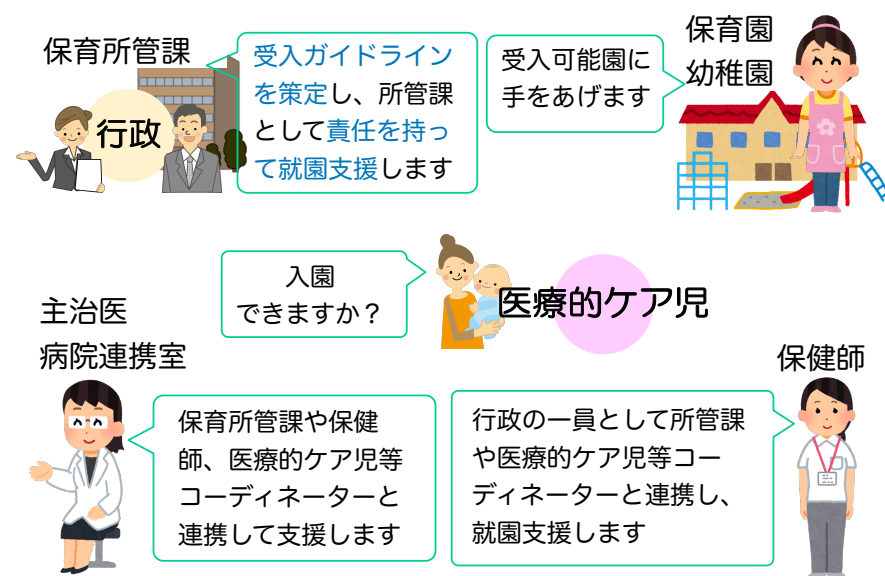 保育所管課
行政
受入ガイドライン
を策定し、所管課
として責任を持っ
て就園支援します
受入可能園に
手をあげます
保育園
幼稚園
入園
できますか？
医療的ケア児
主治医
病院連携室
保育所管課や保健
師、医療的ケア児等
コーディネーターと
連携して支援します
行政の一員として所管課
や医療的ケア児等コー
ディネーターと連携し、
就園支援します
保健師